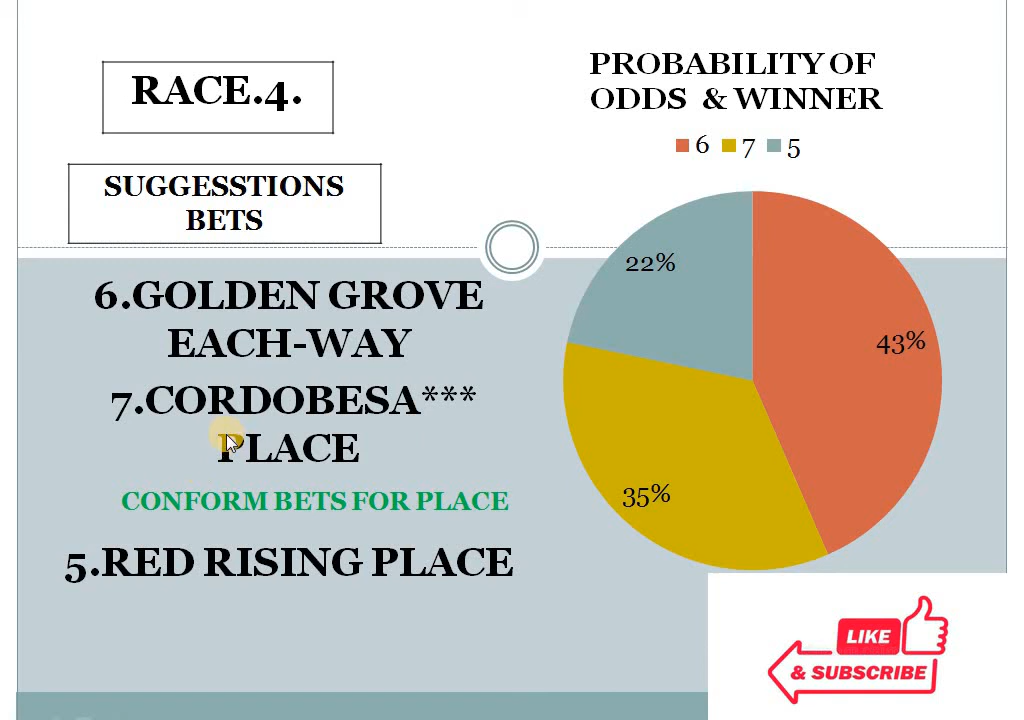 RACE.4.
SUGGESSTIONS
BETS
6.GOLDEN GROVE
EACH-WAY
7.CORDOBESA***
PLACE
CONFORM BETS FOR PLACE
5.RED RISING PLACE
PROBABILITY OF
ODDS & WINNER
6 7 5
22%
43%
35%
LIKE
& SUBSCRIBE